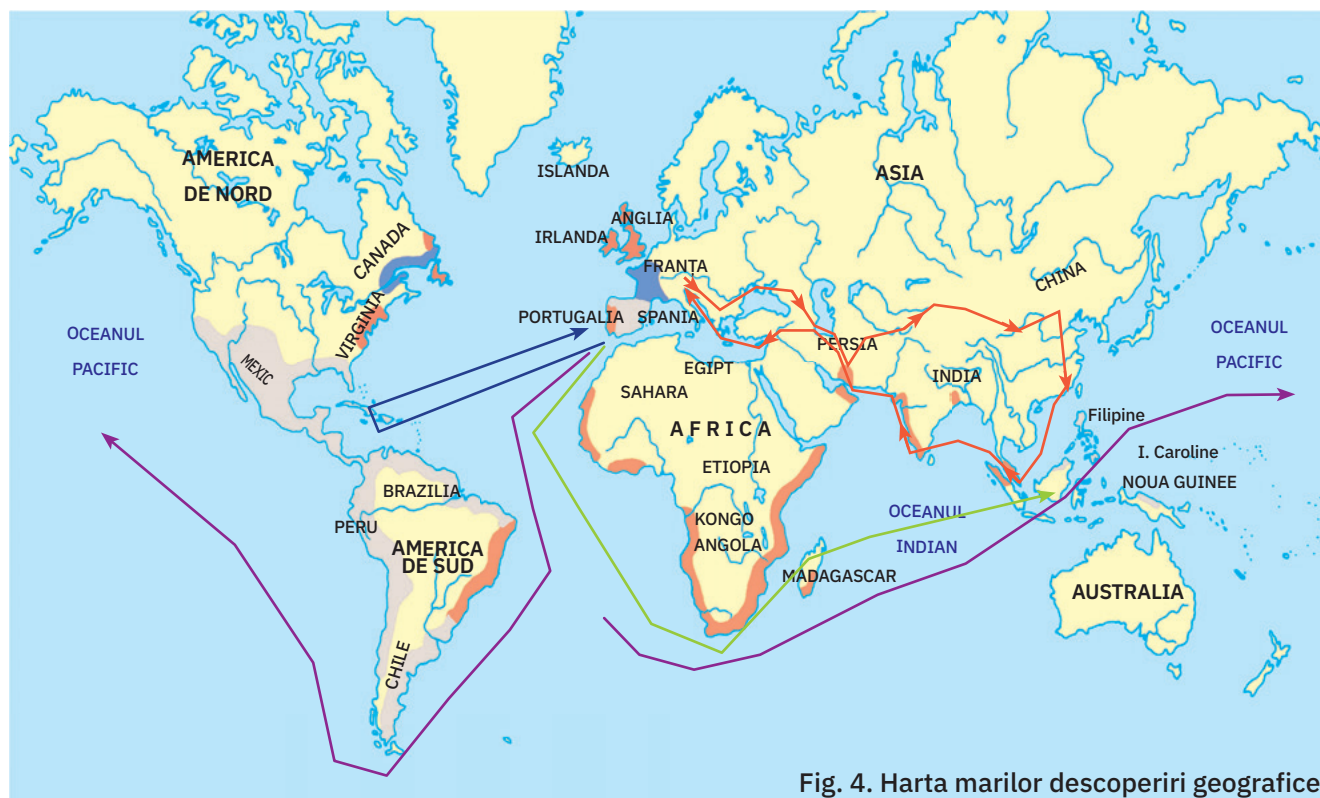 AMERICA
DE NORD
ISLANDA
ASIA
ANGLIA
IRLANDA
CANADA
FRANȚA
CHINA
VIRGINIA
PORTUGALIA
SPANIA
OCEANUL
PACIFIC
PERSIA
OCEANUL
PACIFIC
MEXIC
EGIPT
INDIA
SAHARA
AFRICA
Filipine
I. Caroline
ETIOPIA
NOUA GUINEE
BRAZILIA
PERU
KONGO
ANGOLA
OCEANUL
INDIAN
AMERICA
DE SUD
MADAGASCAR
AUSTRALIA
CHILE
Fig. 4. Harta marilor descoperiri geografice